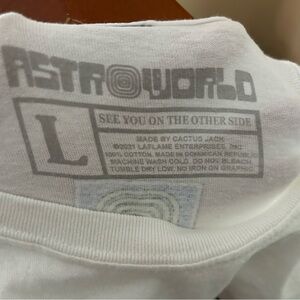 ASTROWORLD
L
SEE YOU ON THE OTHER SIDE
MADE BY CACTUS JACK
©2021 LAFLAME ENTERPRISES, INC
100% COTTON. MADE IN DOMINICAN REPUBLIC
MACHINE WASH COLD. DO NOT BLEACH.
TUMBLE DRY LOW. NO IRON ON GRAPHIC